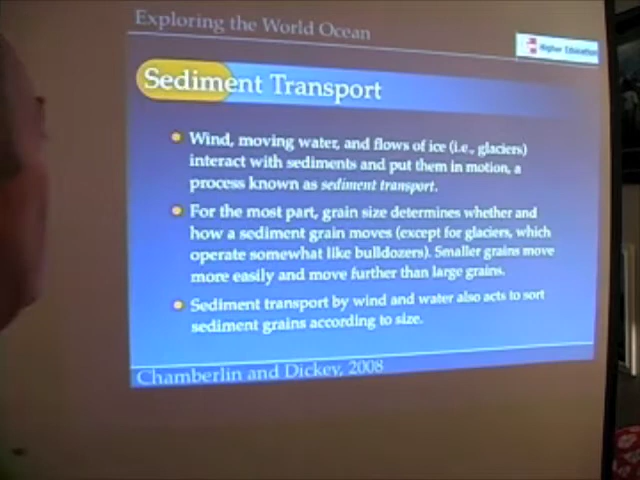 Exploring the World Ocean
Higher Education
Sediment Transport
Wind, moving water, and flows of ice (i.e., glaciers)
interact with sediments and put them in motion, a
process known as sediment transport.
For the most part, grain size determines whether and
how a sediment grain moves (except for glaciers, which
operate somewhat like bulldozers). Smaller grains move
more easily and move further than large grains.
Sediment transport by wind and water also acts to sort
sediment grains according to size.
Chamberlin and Dickey, 2008